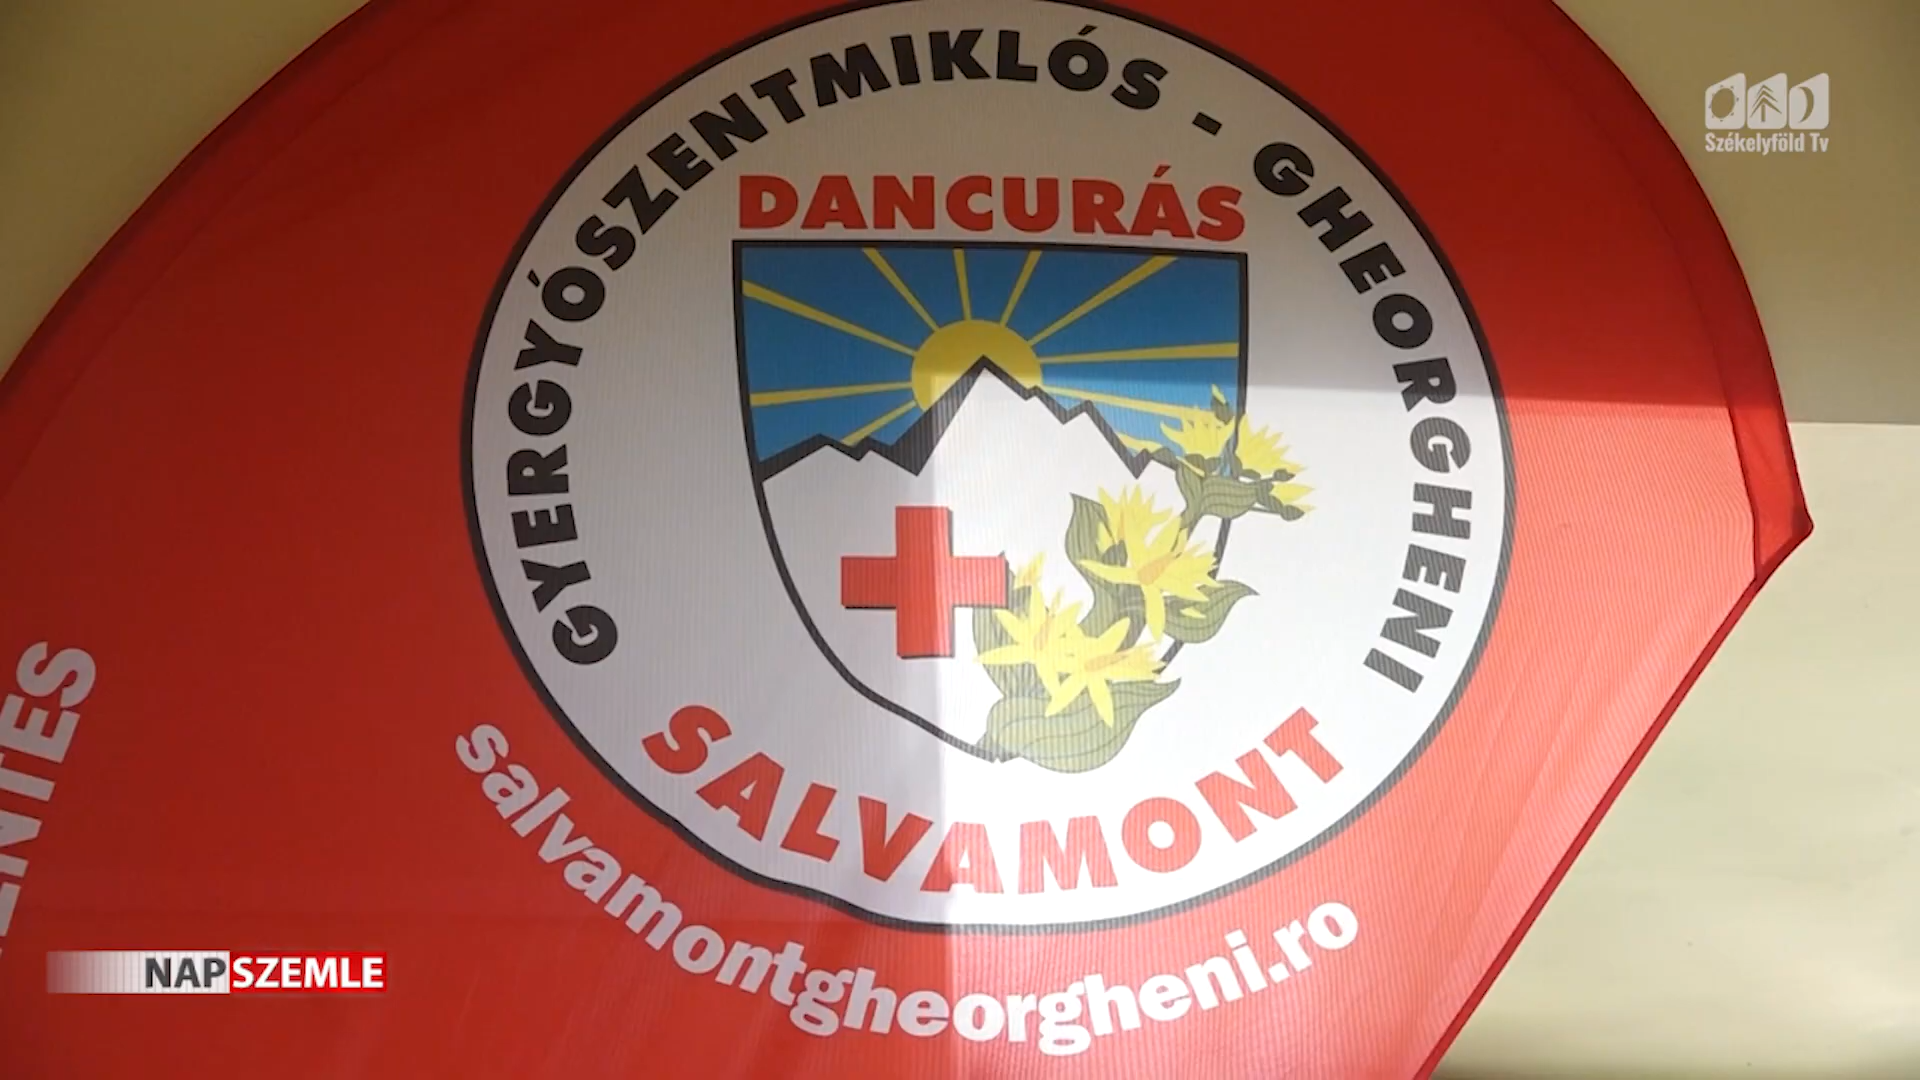 GYERGYÓSZENTMIKLÓS - GHEORGHENI
DANCURÁS
SALVAMONT
salvamontgheorgheni.ro
Székelyföld Tv
NAPSZEMLE